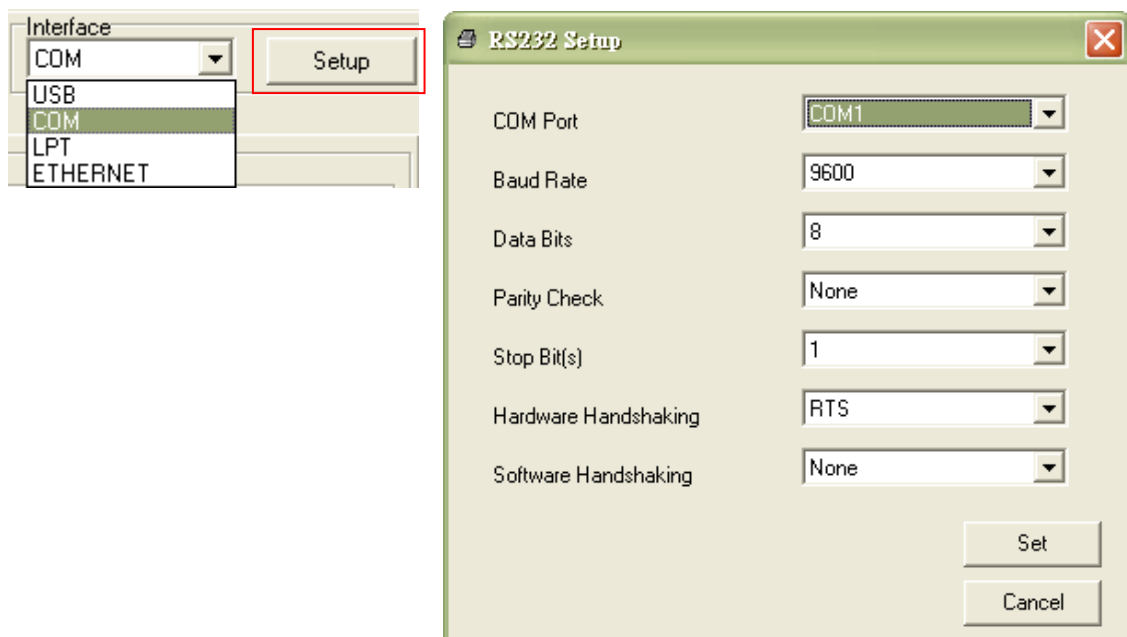 Interface
COM
Setup
USB
COM
LPT
ETHERNET
RS232 Setup
COM Port COM1
Baud Rate 9600
Data Bits 8
Parity Check None
Stop Bit(s) 1
Hardware Handshaking RTS
Software Handshaking None
Set
Cancel